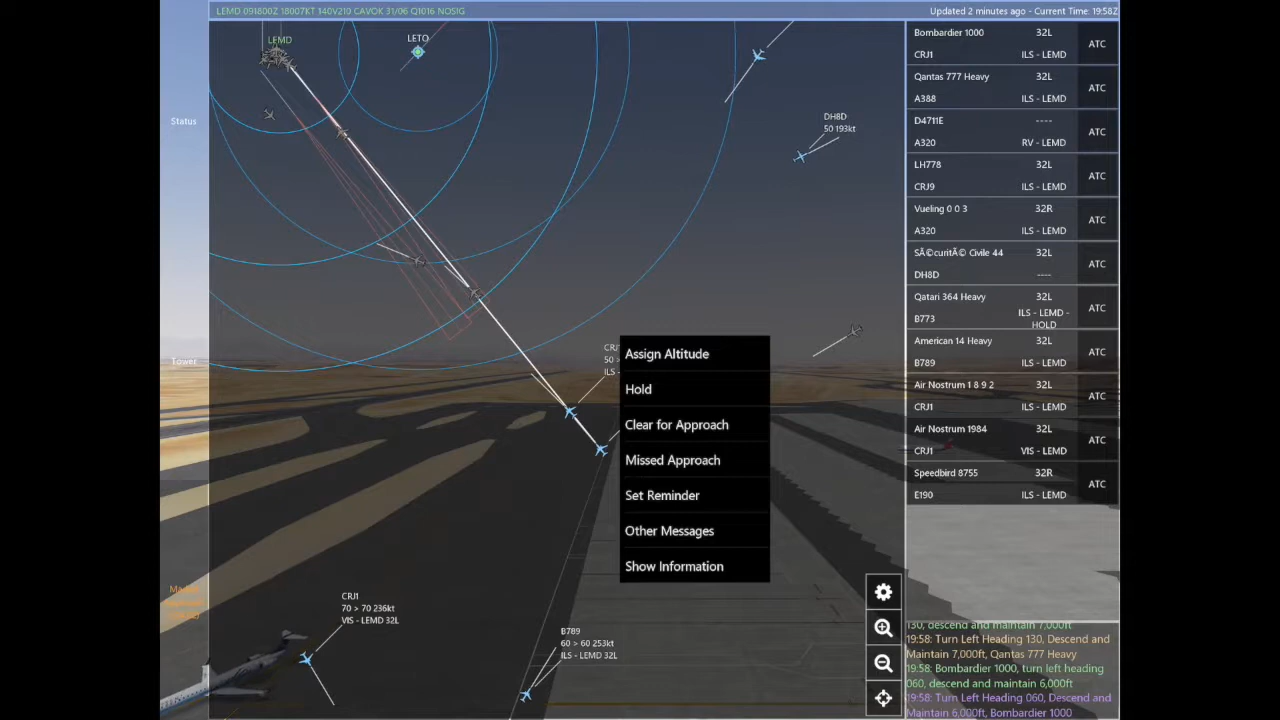 LEMD 091800Z 18007KT 140V210 CAVOK 31/06 Q1016 NOSIG
Updated 2 minutes ago - Current Time: 19:58Z
LEMD
LETO
Status
DH8D
50 193kt
Tower
CRJ
50 >
ILS -
Assign Altitude
Hold
Clear for Approach
Missed Approach
Set Reminder
Other Messages
Show Information
CRJ1
70 > 70 236kt
VIS - LEMD 32L
B789
60 > 60 253kt
ILS - LEMD 32L
Bombardier 1000 32L
CRJ1 ILS - LEMD
ATC
Qantas 777 Heavy 32L
A388 ILS - LEMD
ATC
D4711E ----
A320 RV - LEMD
ATC
LH778 32L
CRJ9 ILS - LEMD
ATC
Vueling 0 0 3 32R
A320 ILS - LEMD
ATC
SÃ©curitÃ© Civile 44 32L
DH8D ----
ATC
Qatari 364 Heavy 32L
B773 ILS - LEMD -
HOLD
ATC
American 14 Heavy 32L
B789 ILS - LEMD
ATC
Air Nostrum 1 8 9 2 32L
CRJ1 ILS - LEMD
ATC
Air Nostrum 1984 32L
CRJ1 VIS - LEMD
ATC
Speedbird 8755 32R
E190 ILS - LEMD
ATC
130, descend and maintain 7,000ft
19:58: Turn Left Heading 130, Descend and
Maintain 7,000ft, Qantas 777 Heavy
19:58: Bombardier 1000, turn left heading
060, descend and maintain 6,000ft
19:58: Turn Left Heading 060, Descend and
Maintain 6,000ft, Bombardier 1000